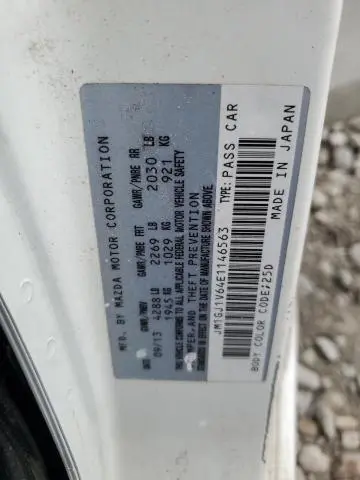 MFD. BY MAZDA MOTOR CORPORATION
DATE GVWR/PNBV GAWR/PNBE FRT GAWR/PNBE RR
09/13 4288 LB 2269 LB 2030 LB
1945 KG 1029 KG 921 KG
THIS VEHICLE CONFORMS TO ALL APPLICABLE FEDERAL MOTOR VEHICLE SAFETY,
BUMPER, AND THEFT PREVENTION
STANDARDS IN EFFECT ON THE DATE OF MANUFACTURE SHOWN ABOVE.
JM1GJ1V64E1146563 TYPE: PASS CAR
BODY COLOR CODE: 25D MADE IN JAPAN